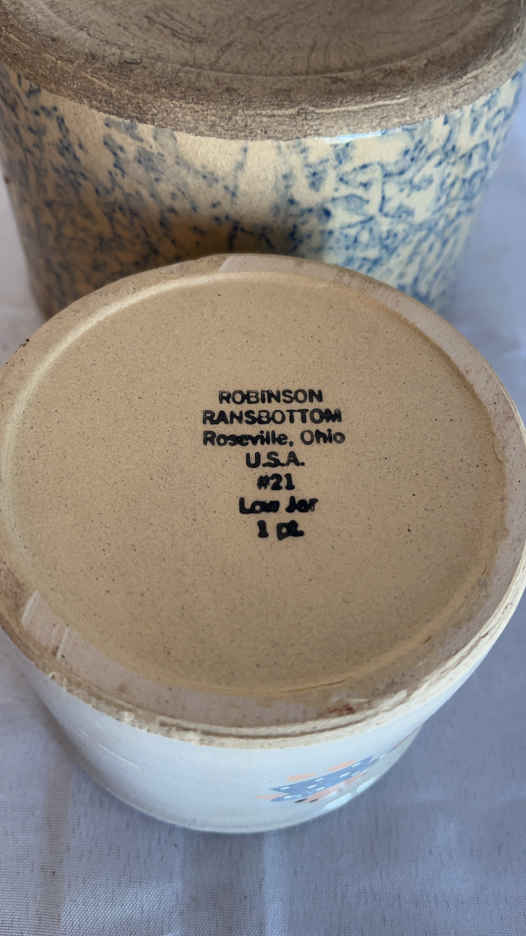 ROBINSON
RANSBOTTOM
Roseville, Ohio
U.S.A.
#21
Low Jar
1 pt.